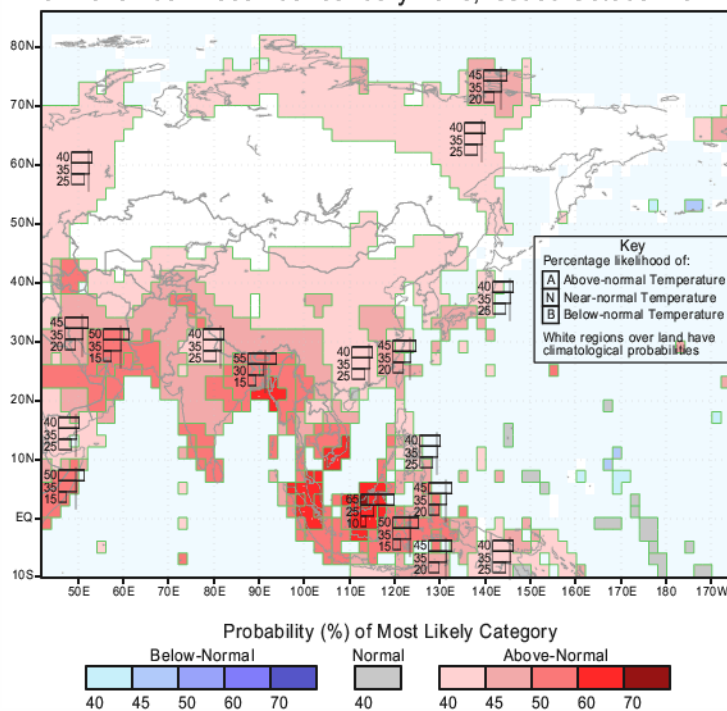 80N
70N
60N
50N
40N
30N
20N
10N
EQ
10S
50E 60E 70E 80E 90E 100E 110E 120E 130E 140E 150E 160E 170E 180 170W
45
35
20
40
35
25
40
35
25
40
35
25
45
35
20
50
35
15
40
35
25
55
30
15
40
35
25
45
35
20
40
35
25
40
35
25
50
35
15
45
35
20
65
25
10
50
35
15
45
35
20
40
35
25
Key
Percentage likelihood of:
A Above-normal Temperature
N Near-normal Temperature
B Below-normal Temperature
White regions over land have
climatological probabilities
Probability (%) of Most Likely Category
Below-Normal Normal Above-Normal
40 45 50 60 70 40 40 45 50 60 70